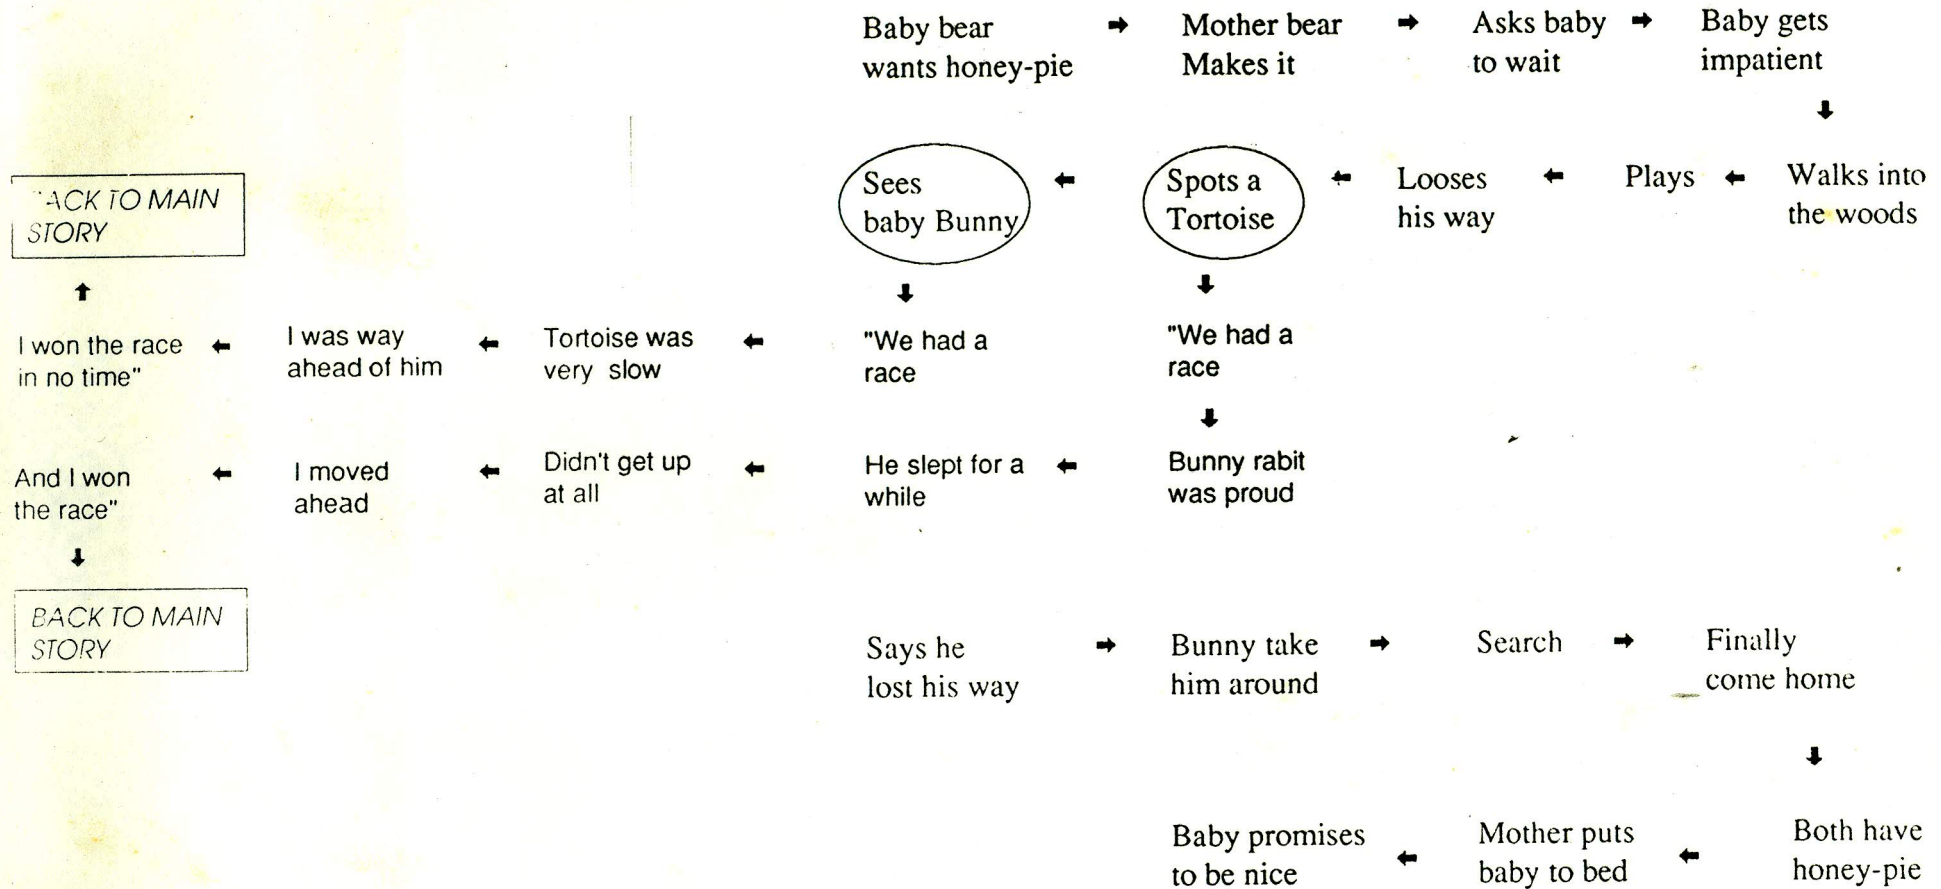 Baby bear
wants honey-pie
Mother bear
Makes it
Asks baby
to wait
Baby gets
impatient
Walks into
the woods
Plays
Looses
his way
Spots a
Tortoise
Sees
baby Bunny
"We had a
race
Tortoise was
very slow
I was way
ahead of him
I won the race
in no time"
BACK TO MAIN
STORY
"We had a
race
Bunny rabit
was proud
He slept for a
while
Didn't get up
at all
I moved
ahead
And I won
the race"
BACK TO MAIN
STORY
Says he
lost his way
Bunny take
him around
Search
Finally
come home
Both have
honey-pie
Mother puts
baby to bed
Baby promises
to be nice